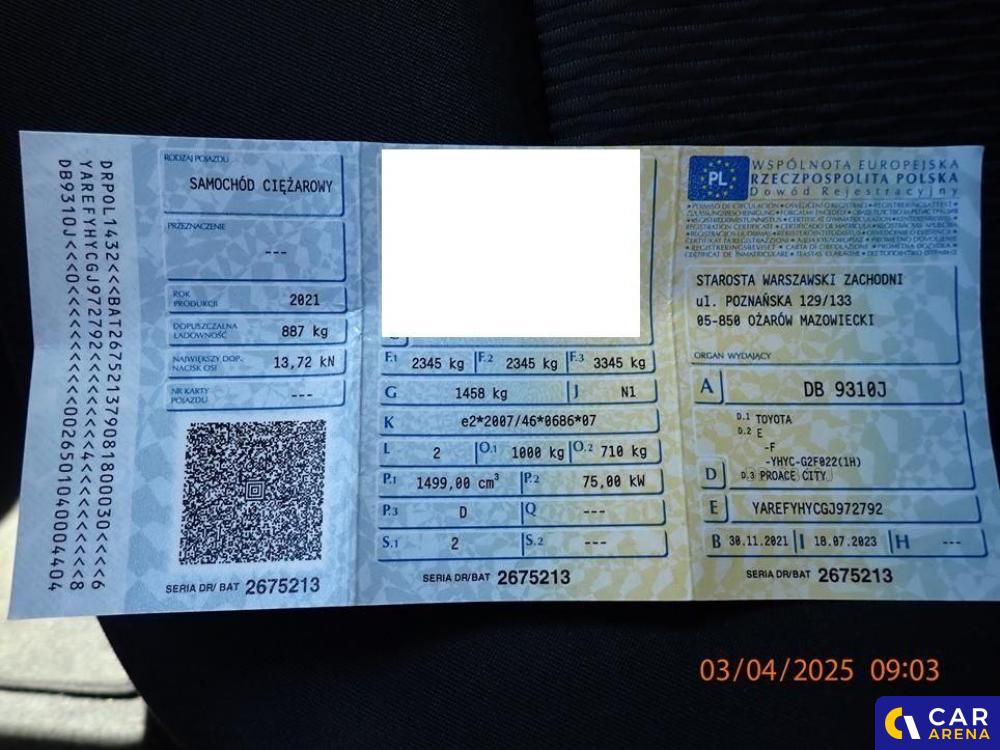 DRPOL1432<<<BAT26752137908180030<<<<6
YAREFYHYCGJ972792<<<<<<<4<<<<<<<<<<<8
DB9310J<<0<<<<<<<<<<<0026501040004404
RODZAJ POJAZDU
SAMOCHÓD CIĘŻAROWY
PRZEZNACZENIE
---
ROK PRODUKCJI 2021
DOPUSZCZALNA ŁADOWNOŚĆ 887 kg
NAJWIĘKSZY DOP. NACISK OSI 13,72 kN
NR KARTY POJAZDU ---
SERIA DR/ BAT 2675213
F.1 2345 kg F.2 2345 kg F.3 3345 kg
G 1458 kg J N1
K e2*2007/46*0686*07
L 2 O.1 1000 kg O.2 710 kg
P.1 1499,00 cm³ P.2 75,00 kW
P.3 D Q ---
S.1 2 S.2 ---
SERIA DR/BAT 2675213
PL
WSPÓLNOTA EUROPEJSKA
RZECZPOSPOLITA POLSKA
Dowód Rejestracyjny
STAROSTA WARSZAWSKI ZACHODNI
ul. POZNAŃSKA 129/133
05-850 OŻARÓW MAZOWIECKI
ORGAN WYDAJĄCY
A DB 9310J
D.1 TOYOTA
D.2 E
-F
-YHYC-G2F022(1H)
D D.3 PROACE CITY
E YAREFYHYCGJ972792
B 30.11.2021 I 18.07.2023 H ---
SERIA DR/BAT 2675213
03/04/2025 09:03
CAR
ARENA